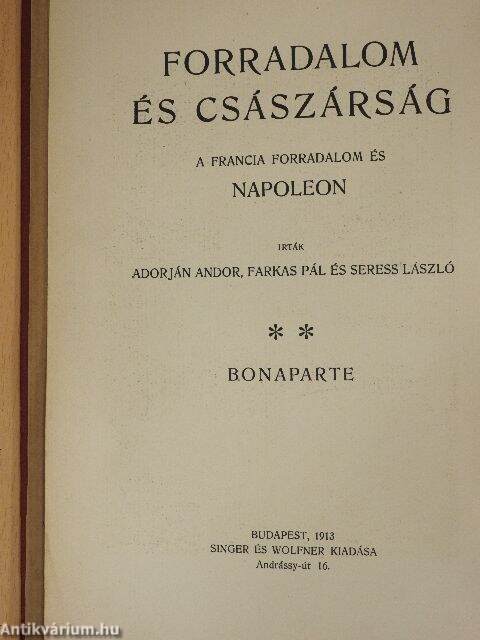 FORRADALOM
ÉS CSÁSZÁRSÁG
A FRANCIA FORRADALOM ÉS
NAPOLEON
IRTÁK
ADORJÁN ANDOR, FARKAS PÁL ÉS SERESS LÁSZLÓ
* *
BONAPARTE
BUDAPEST, 1913
SINGER ÉS WOLFNER KIADÁSA
Andrássy-út 16.
Antikvárium.hu